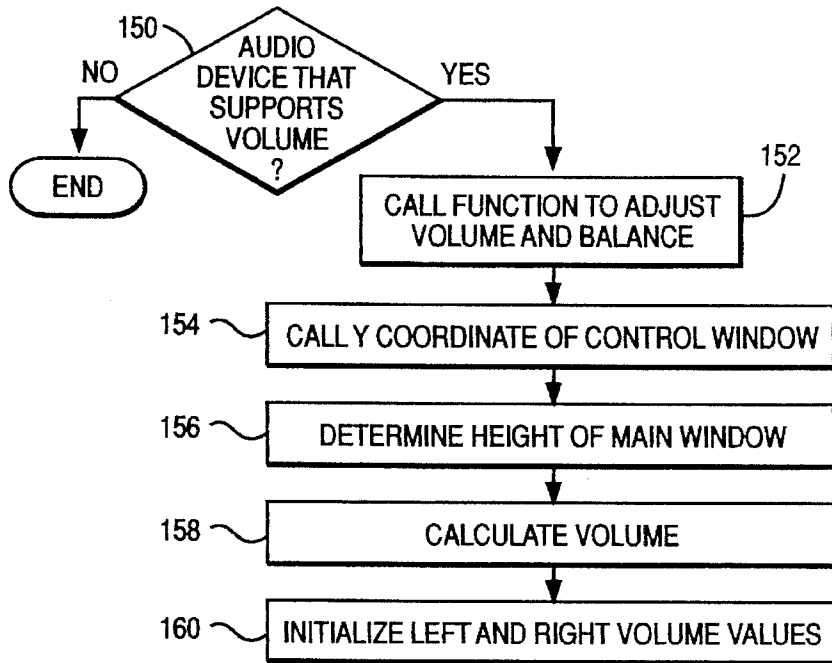 150
AUDIO
DEVICE THAT
SUPPORTS
VOLUME
?
NO
YES
END
152
CALL FUNCTION TO ADJUST
VOLUME AND BALANCE
154
CALL Y COORDINATE OF CONTROL WINDOW
156
DETERMINE HEIGHT OF MAIN WINDOW
158
CALCULATE VOLUME
160
INITIALIZE LEFT AND RIGHT VOLUME VALUES